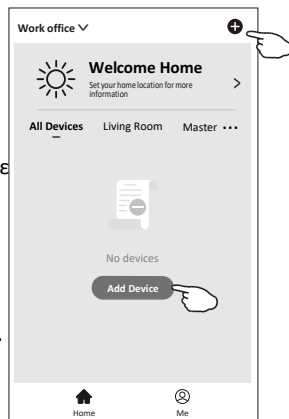 Work office
Welcome Home
Set your home location for more
information
All Devices Living Room Master
No devices
Add Device
Home Me